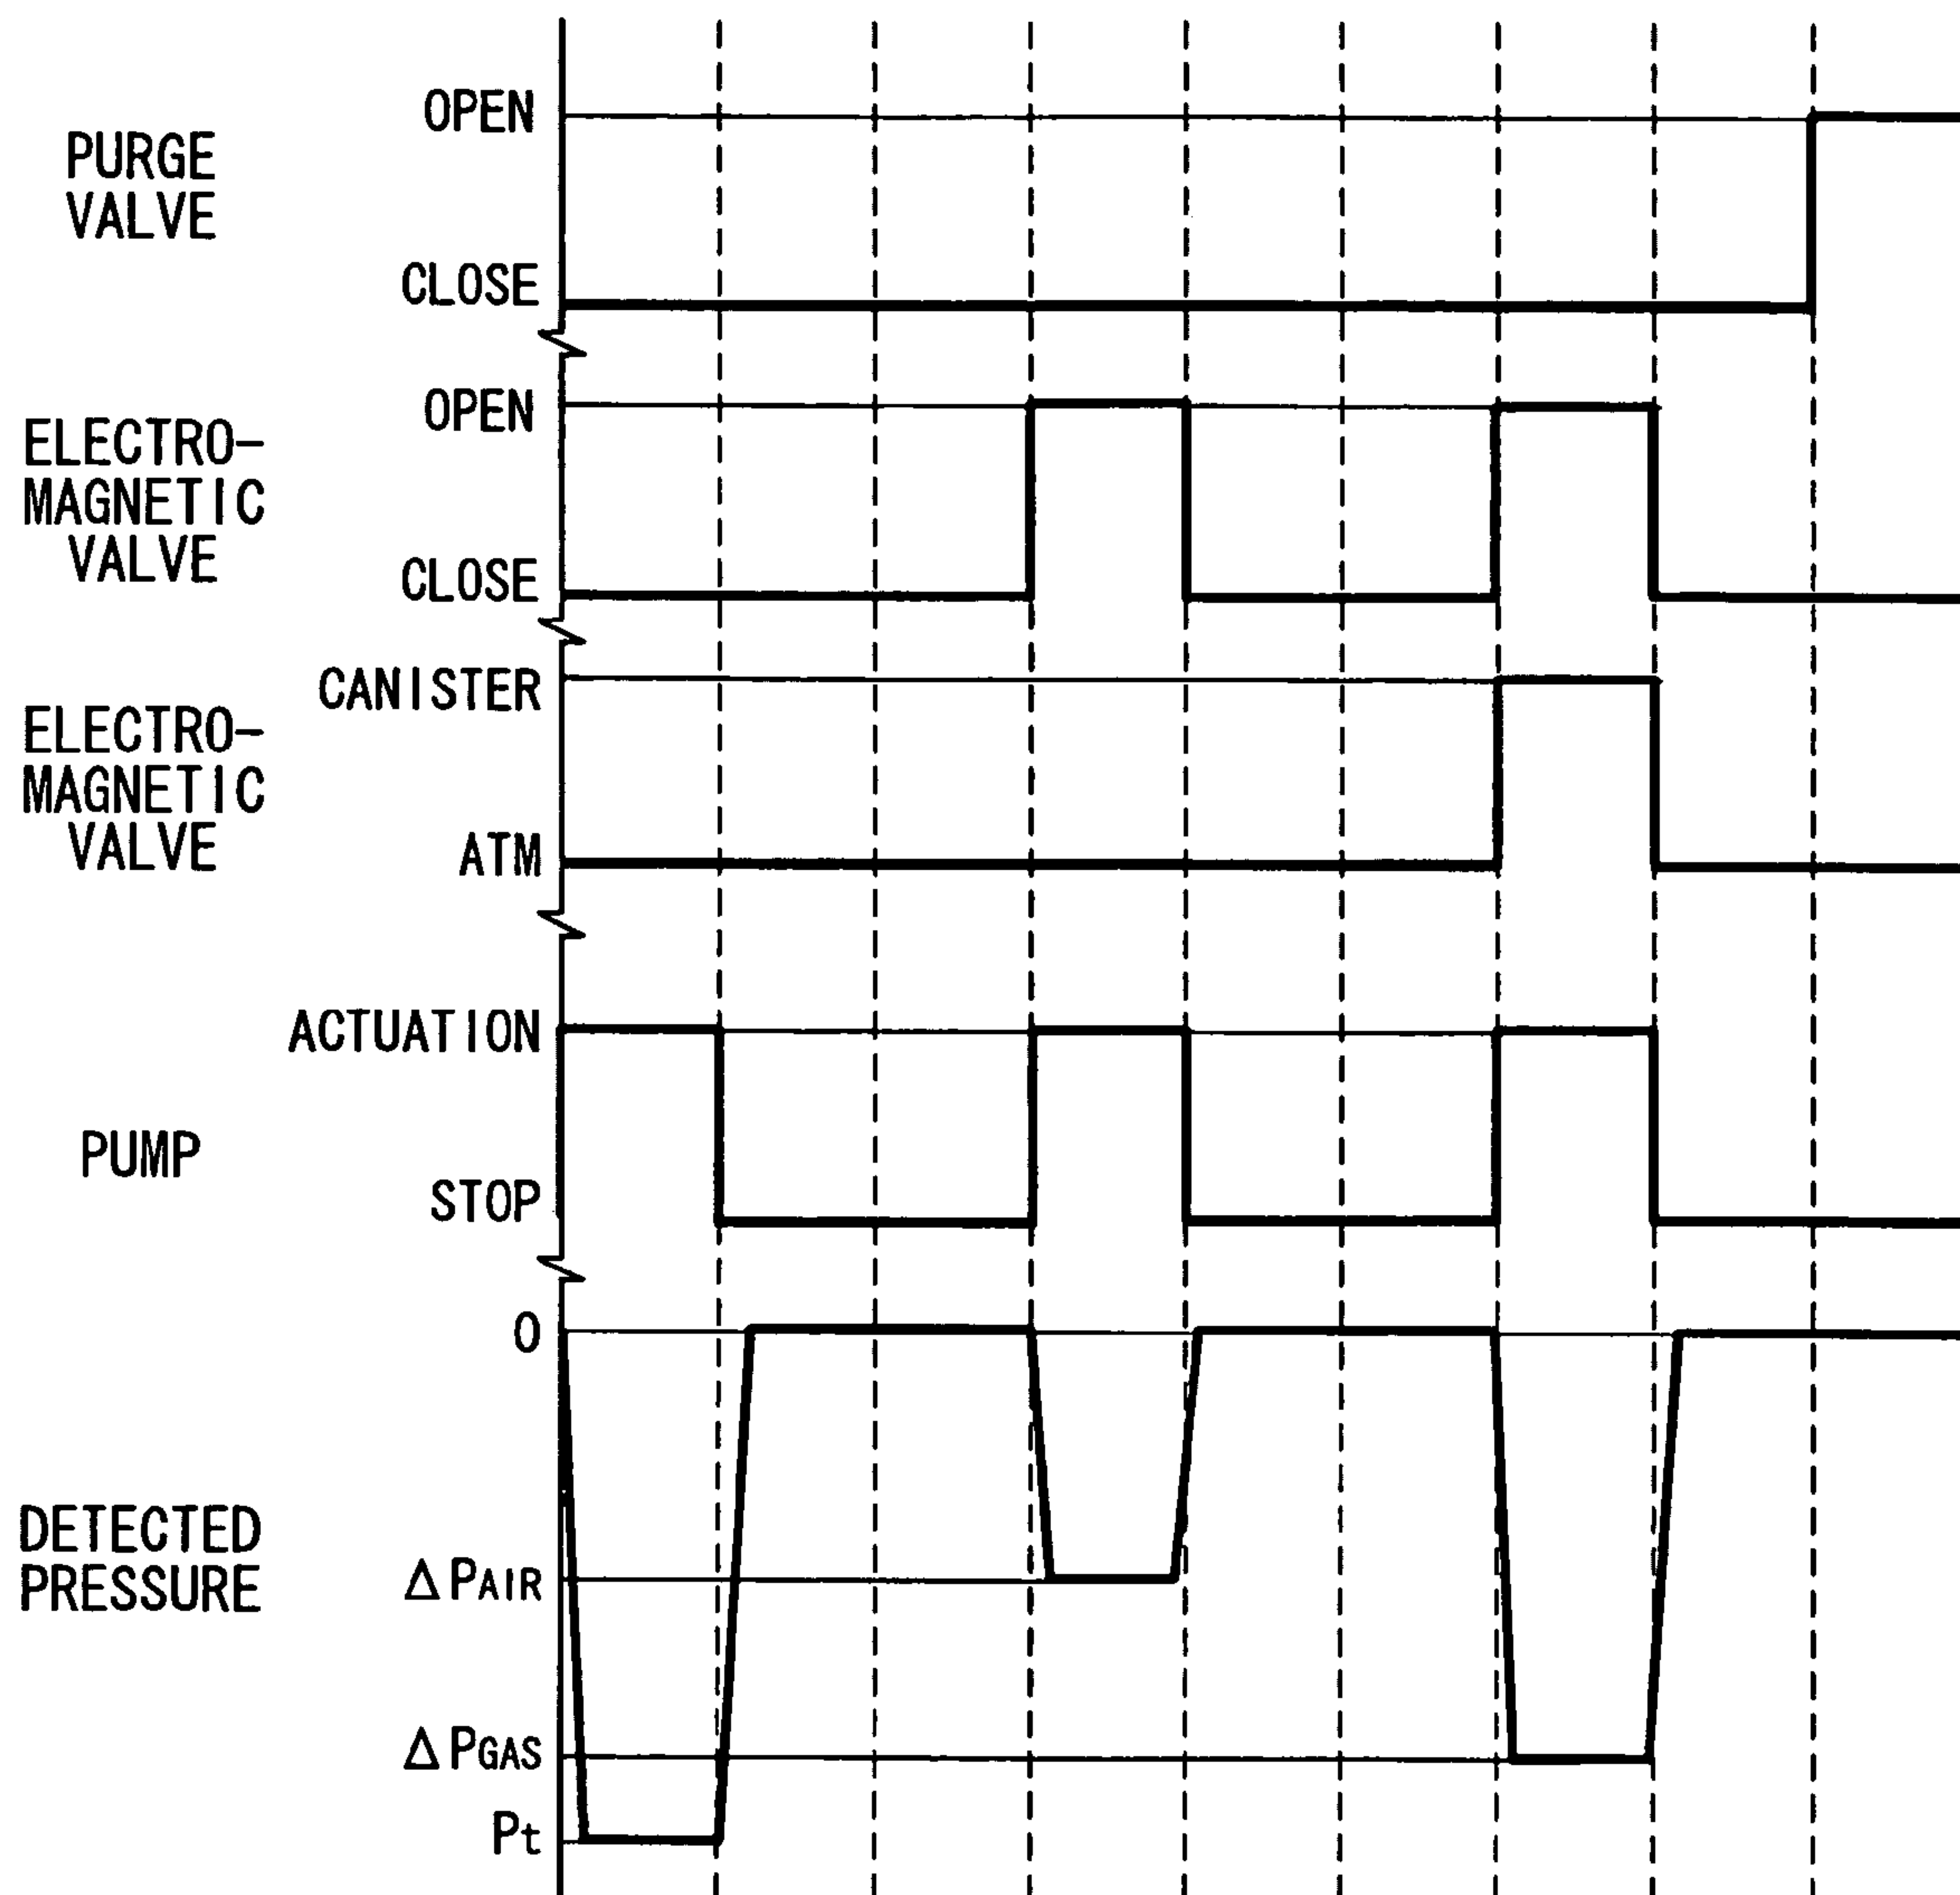 OPEN
PURGE
VALVE
CLOSE
OPEN
ELECTRO-
MAGNETIC
VALVE
CLOSE
CANISTER
ELECTRO-
MAGNETIC
VALVE
ATM
ACTUATION
PUMP
STOP
0
DETECTED
PRESSURE
ΔPAIR
ΔPGAS
Pt